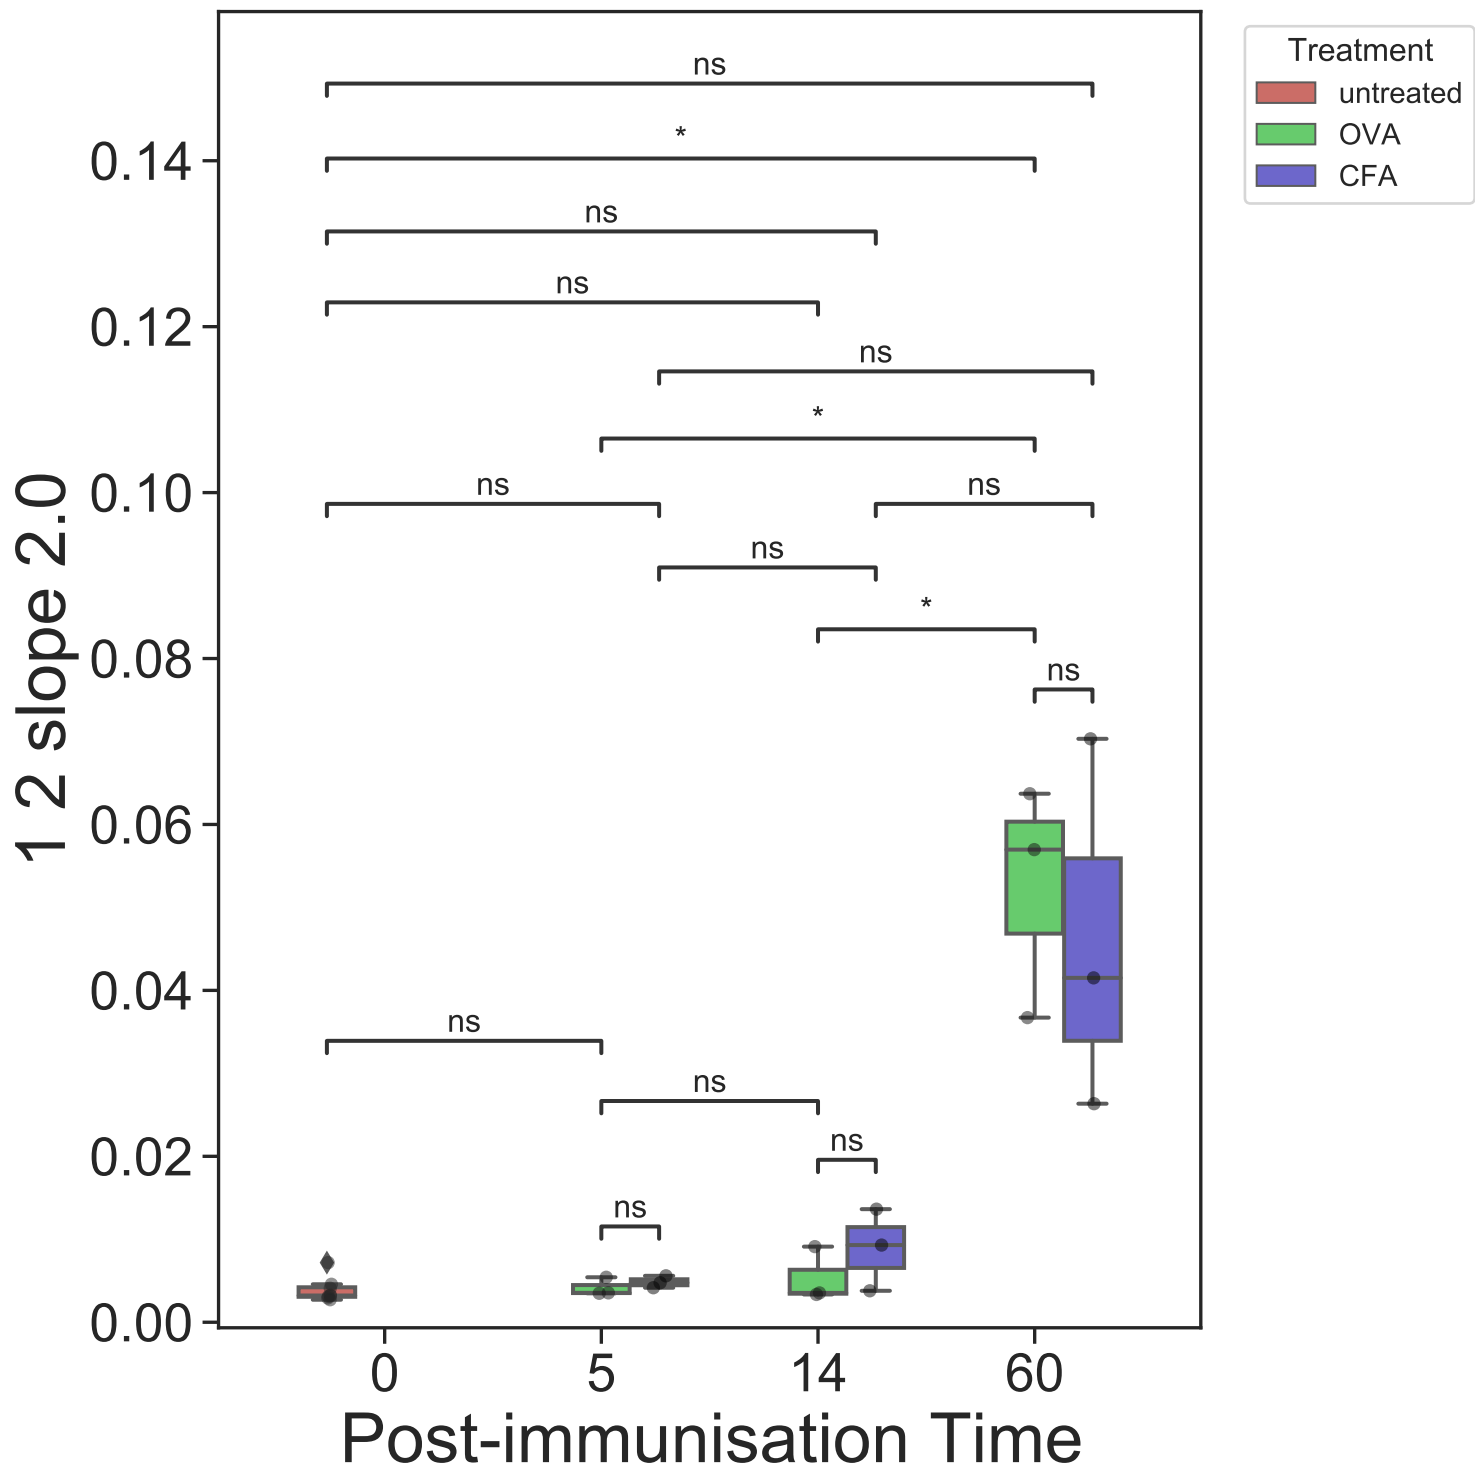 Treatment
untreated
OVA
CFA
ns
*
ns
ns
ns
*
ns
ns
ns
*
ns
ns
ns
ns
ns
0.14
0.12
0.10
0.08
0.06
0.04
0.02
0.00
1 2 slope 2.0
0
5
14
60
Post-immunisation Time